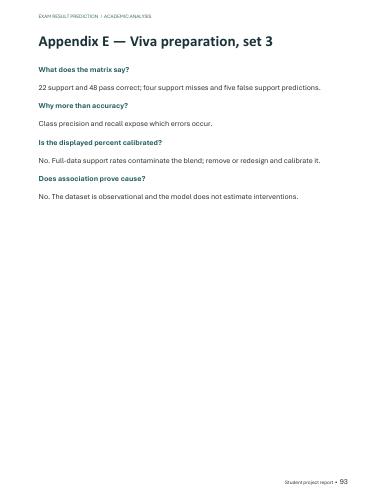 EXAM RESULT PREDICTION | ACADEMIC ANALYSIS
Appendix E — Viva preparation, set 3
What does the matrix say?
22 support and 48 pass correct; four support misses and five false support predictions.
Why more than accuracy?
Class precision and recall expose which errors occur.
Is the displayed percent calibrated?
No. Full-data support rates contaminate the blend; remove or redesign and calibrate it.
Does association prove cause?
No. The dataset is observational and the model does not estimate interventions.
Student project report • 93